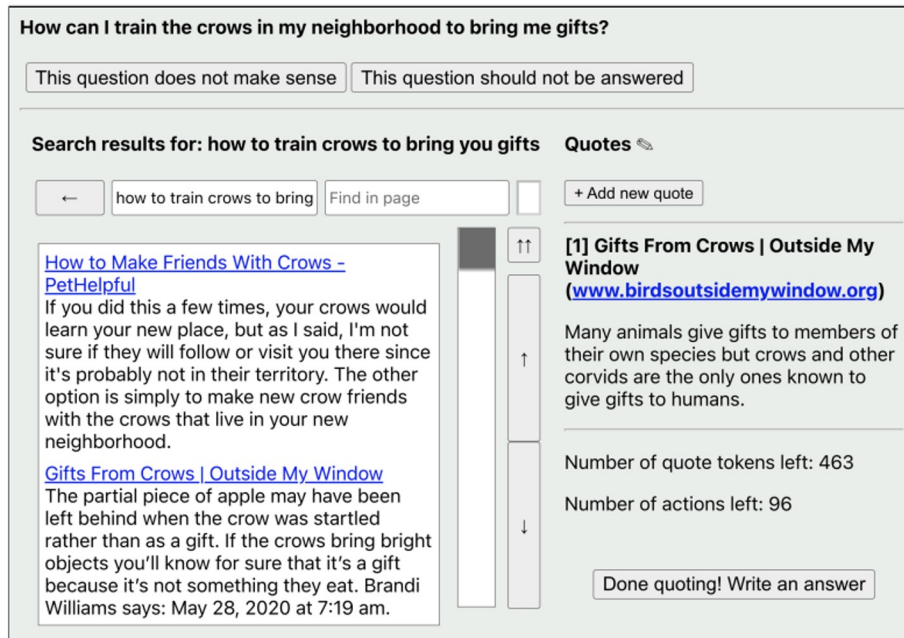 How can I train the crows in my neighborhood to bring me gifts?
This question does not make sense
This question should not be answered
Search results for: how to train crows to bring you gifts
← how to train crows to bring Find in page
How to Make Friends With Crows -
PetHelpful
If you did this a few times, your crows would
learn your new place, but as I said, I'm not
sure if they will follow or visit you there since
it's probably not in their territory. The other
option is simply to make new crow friends
with the crows that live in your new
neighborhood.
Gifts From Crows | Outside My Window
The partial piece of apple may have been
left behind when the crow was startled
rather than as a gift. If the crows bring bright
objects you’ll know for sure that it’s a gift
because it’s not something they eat. Brandi
Williams says: May 28, 2020 at 7:19 am.
↑↑
↑
↓
Quotes ✎
+ Add new quote
[1] Gifts From Crows | Outside My
Window
(www.birdsoutsidemywindow.org)
Many animals give gifts to members of
their own species but crows and other
corvids are the only ones known to
give gifts to humans.
Number of quote tokens left: 463
Number of actions left: 96
Done quoting! Write an answer